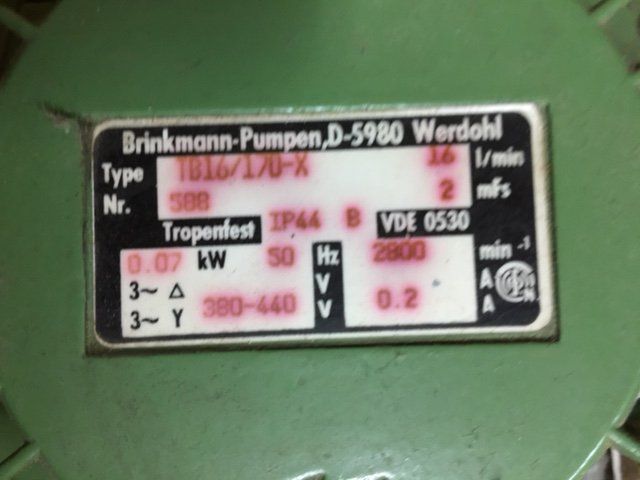 Brinkmann-Pumpen,D-5980 Werdohl
Type TB16/170-X 16 l/min
Nr. 588 2 mFs
Tropenfest IP44 B VDE 0530
0.07 kW 50 Hz 2800 min -1
3~ Δ V A
3~ Y 380-440 V 0.2 A